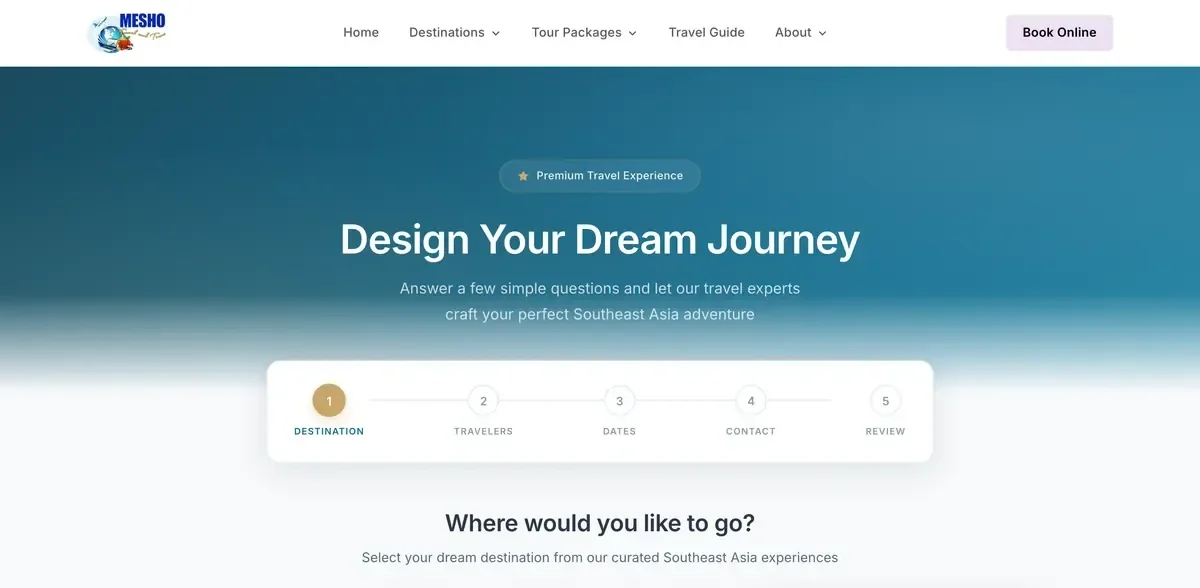 MESHO
Travel and Tour
Home
Destinations
Tour Packages
Travel Guide
About
Book Online
Premium Travel Experience
Design Your Dream Journey
Answer a few simple questions and let our travel experts
craft your perfect Southeast Asia adventure
1
2
3
4
5
DESTINATION
TRAVELERS
DATES
CONTACT
REVIEW
Where would you like to go?
Select your dream destination from our curated Southeast Asia experiences